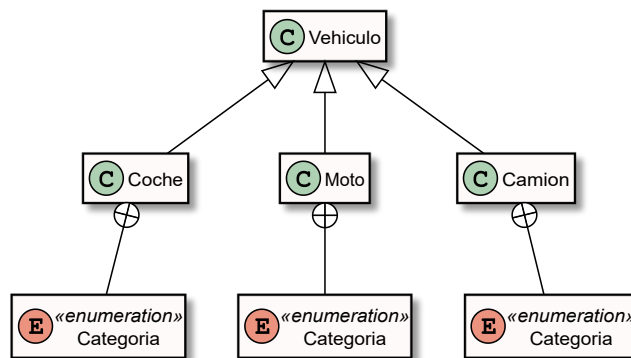 C Vehiculo
C Coche
C Moto
C Camion
E «enumeration»
Categoria
E «enumeration»
Categoria
E «enumeration»
Categoria